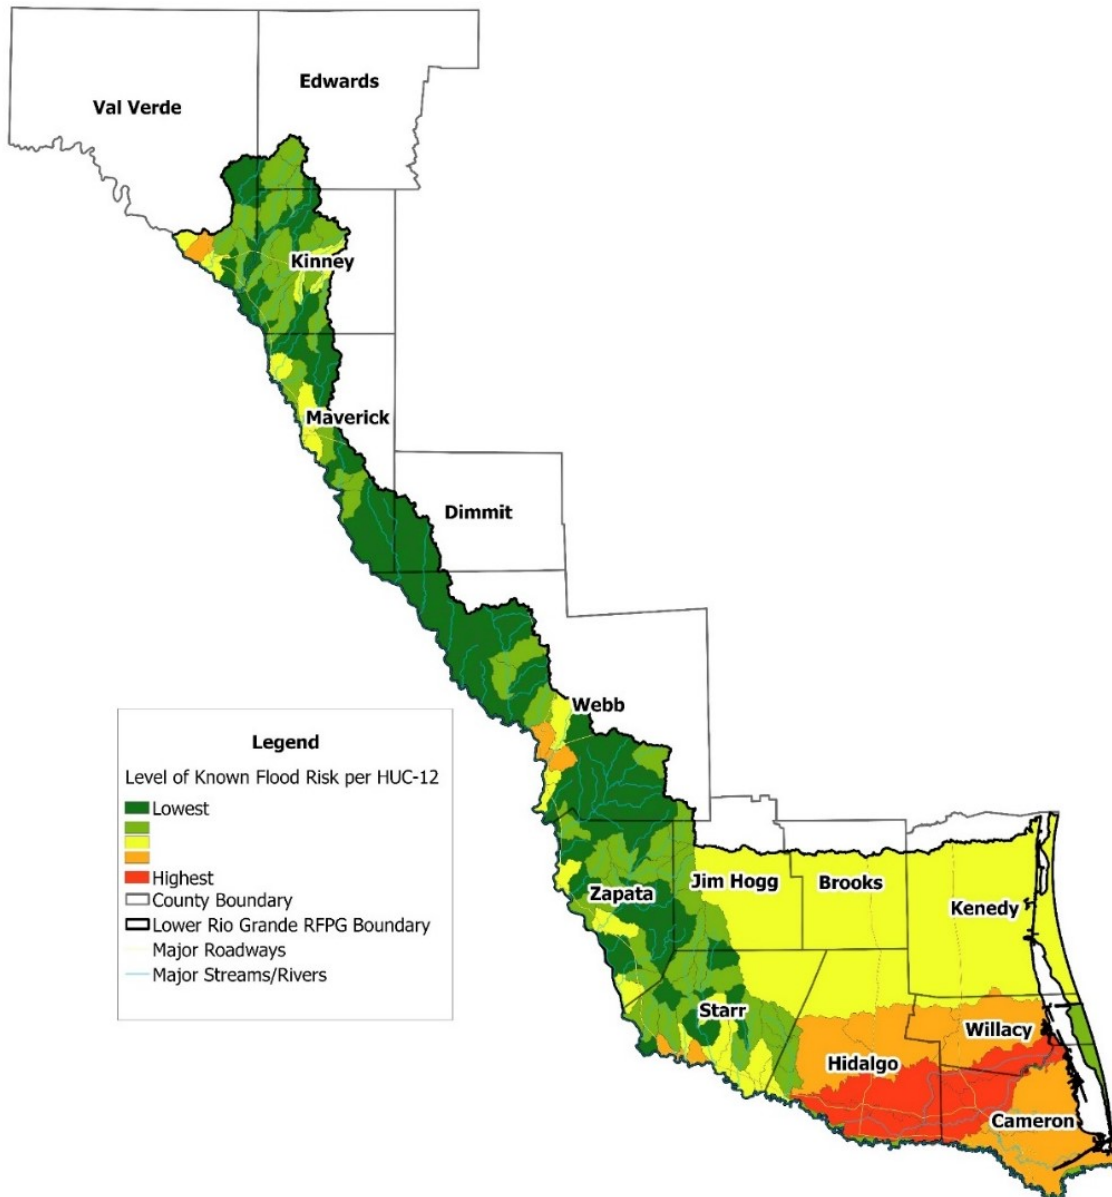 Edwards
Val Verde
Kinney
Maverick
Dimmit
Webb
Legend
Level of Known Flood Risk per HUC-12
Lowest
Highest
County Boundary
Lower Rio Grande RFPG Boundary
Major Roadways
Major Streams/Rivers
Zapata
Jim Hogg
Brooks
Kenedy
Starr
Willacy
Hidalgo
Cameron